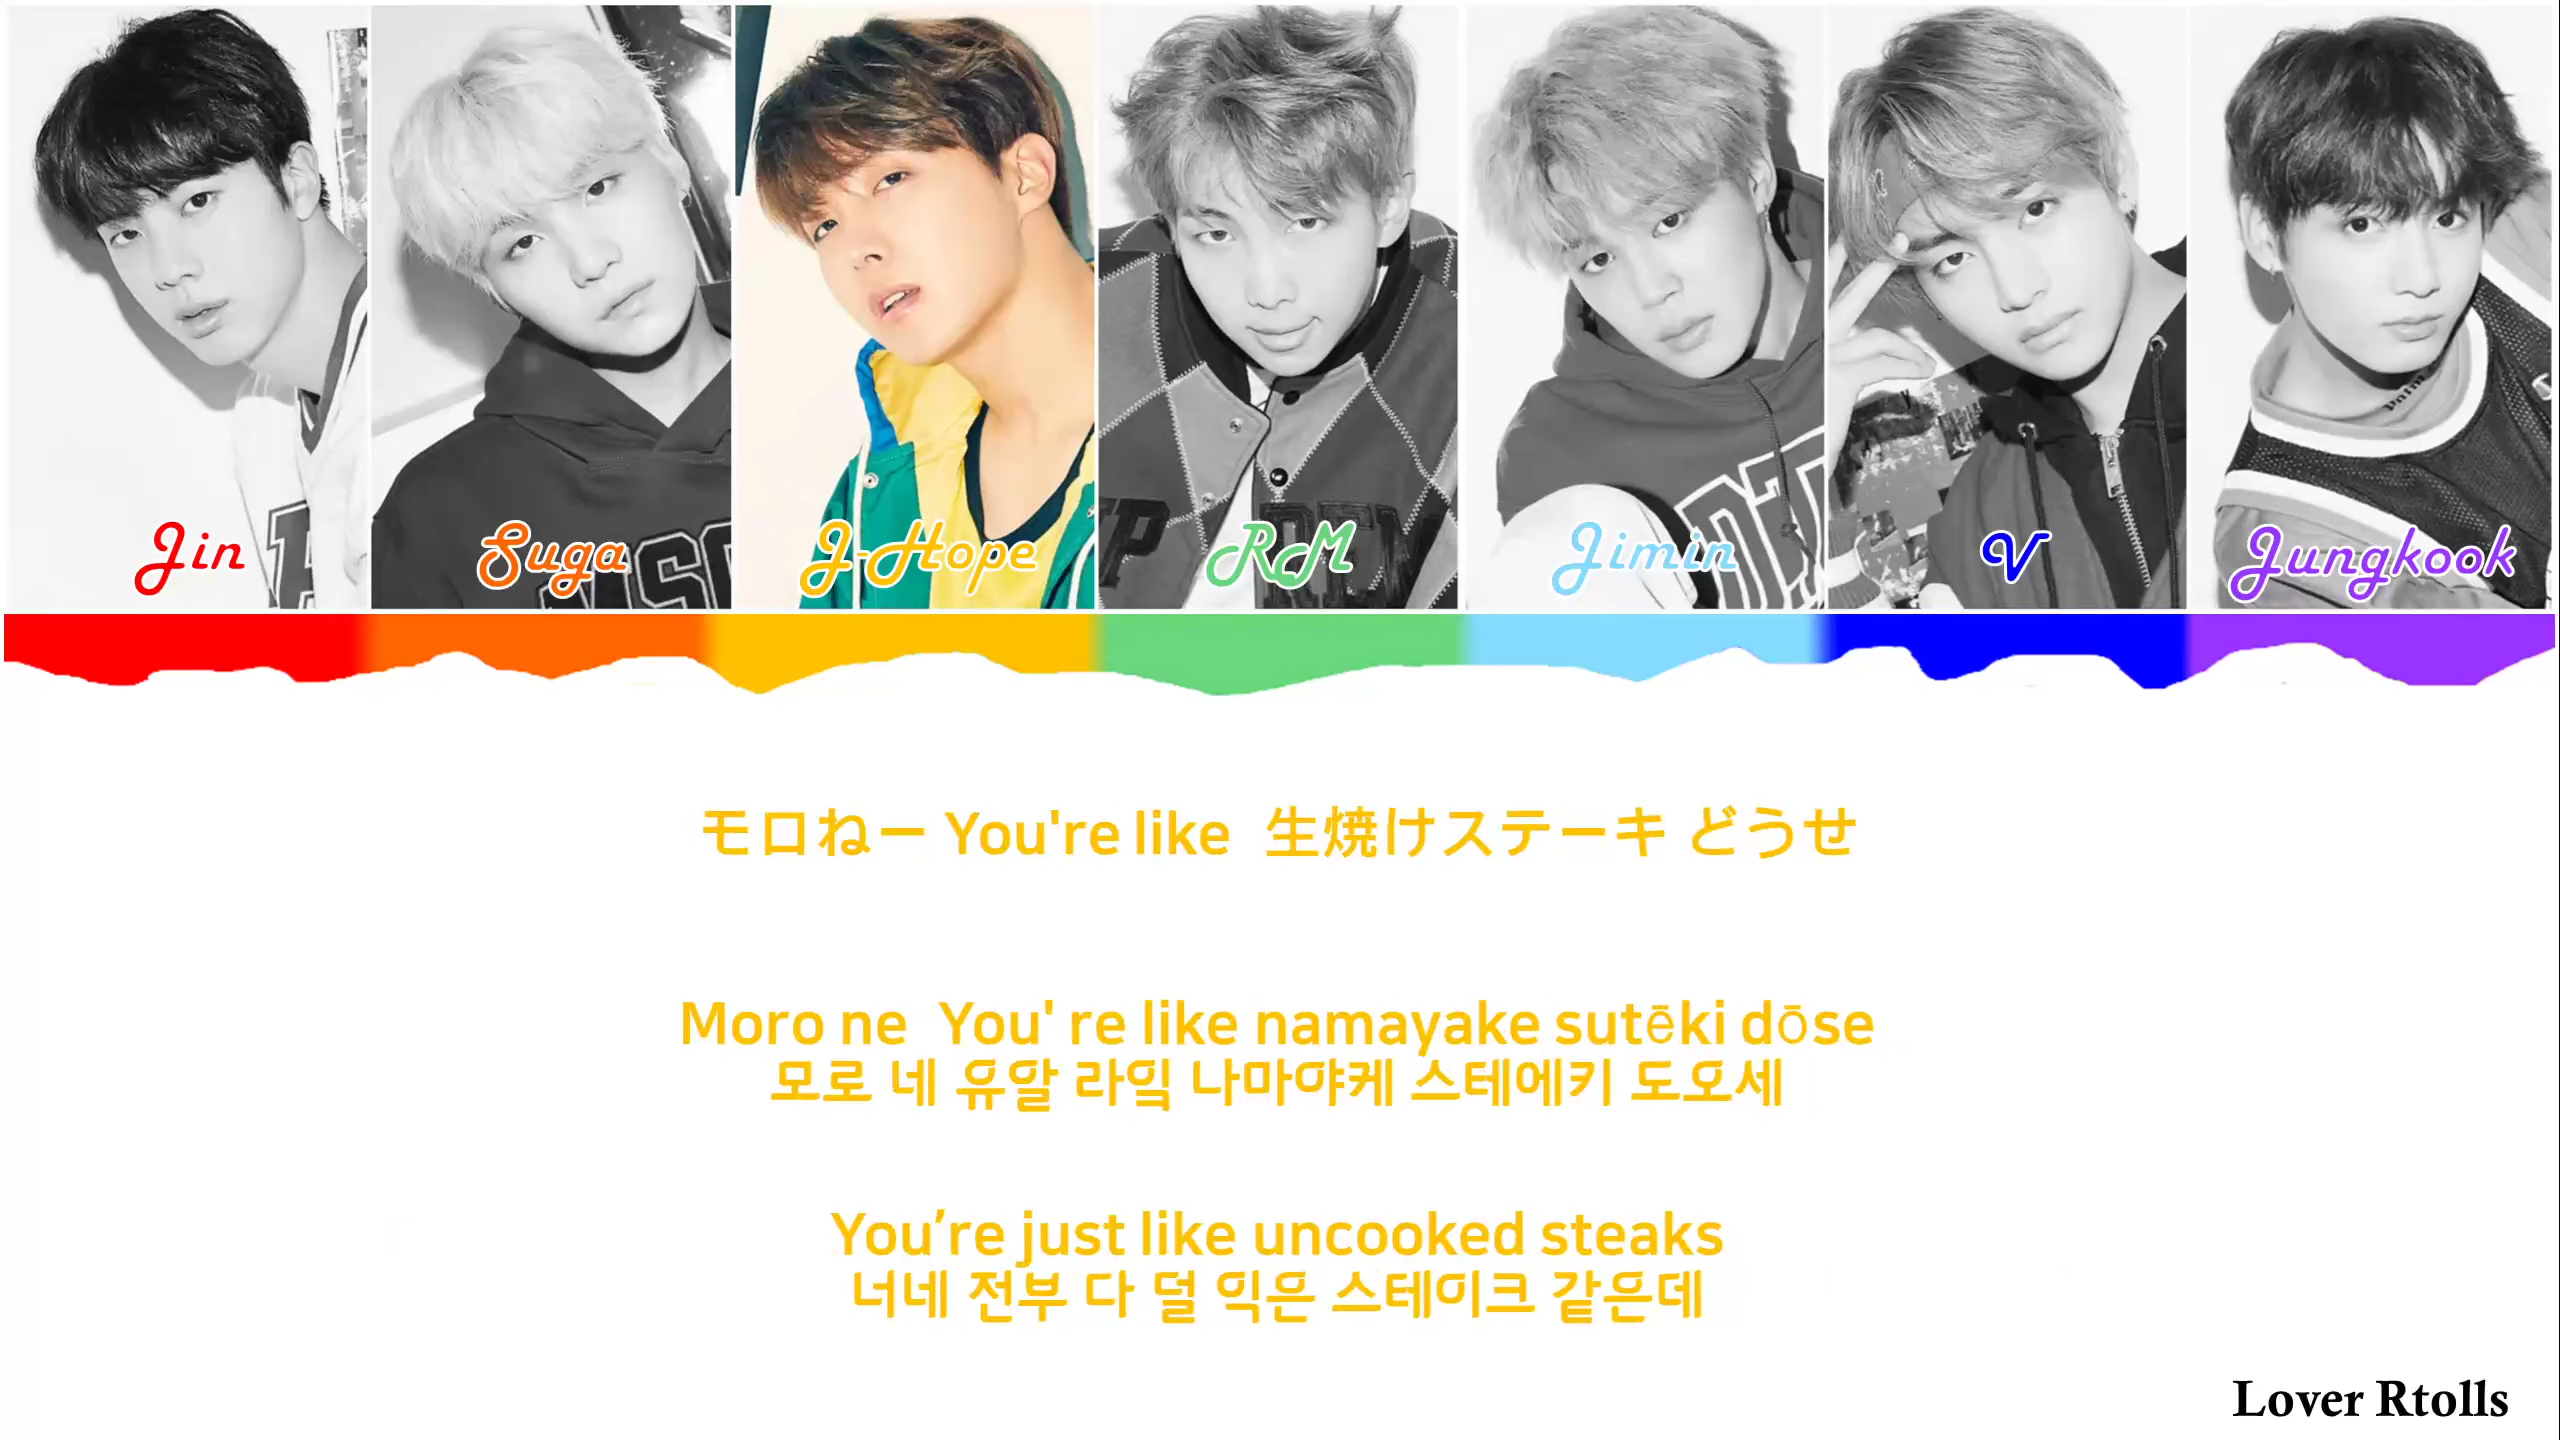 Jin
Suga
J-Hope
RM
Jimin
V
Jungkook
モロねー You're like 生焼けステーキ どうせ
Moro ne You' re like namayake sutēki dōse
모로 네 유알 라잌 나마야케 스테에키 도오세
You’re just like uncooked steaks
너네 전부 다 덜 익은 스테이크 같은데
Lover Rtolls